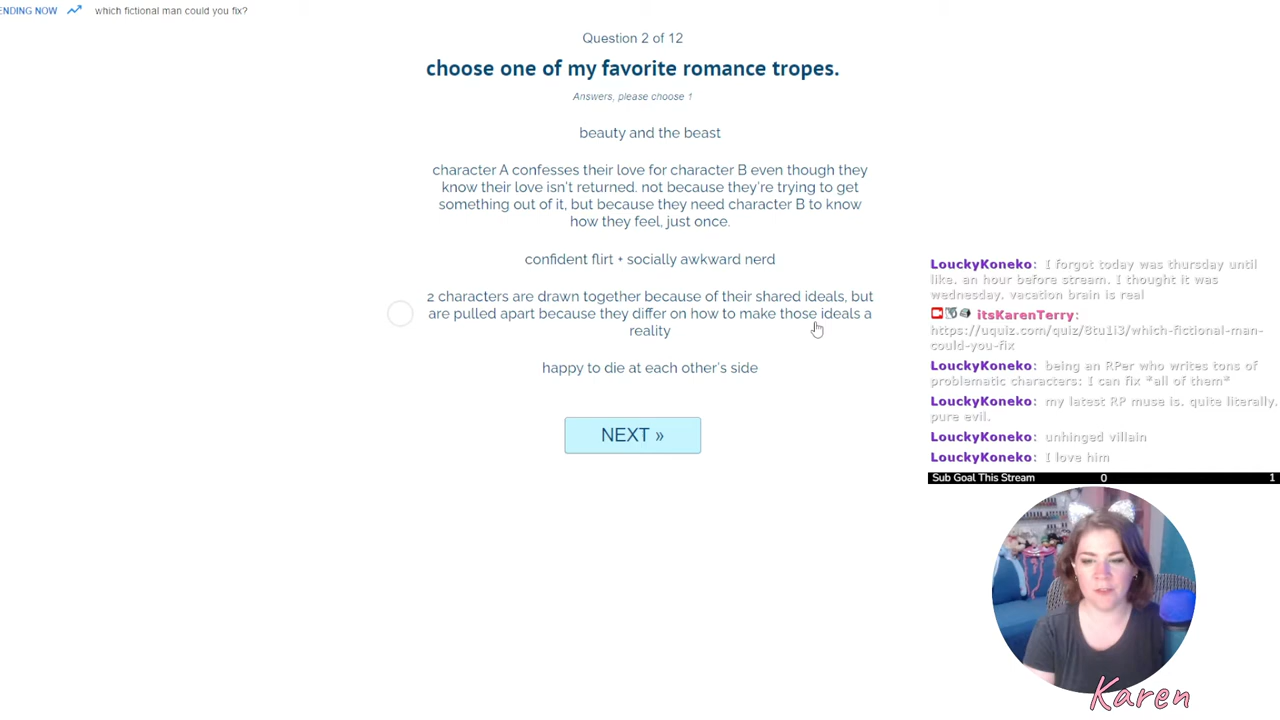 ENDING NOW which fictional man could you fix?
Question 2 of 12
choose one of my favorite romance tropes.
Answers, please choose 1
beauty and the beast
character A confesses their love for character B even though they
know their love isn't returned. not because they're trying to get
something out of it, but because they need character B to know
how they feel, just once.
confident flirt + socially awkward nerd
2 characters are drawn together because of their shared ideals, but
are pulled apart because they differ on how to make those ideals a
reality
happy to die at each other's side
NEXT »
LouckyKoneko: I forgot today was thursday until
like. an hour before stream. I thought it was
wednesday. vacation brain is real
itsKarenTerry:
https://uquiz.com/quiz/8tu1l3/which-fictional-man-
could-you-fix
LouckyKoneko: being an RPer who writes tons of
problematic characters: I can fix *all of them*
LouckyKoneko: my latest RP muse is. quite literally.
pure evil.
LouckyKoneko: unhinged villain
LouckyKoneko: I love him
Sub Goal This Stream 0 1
Karen